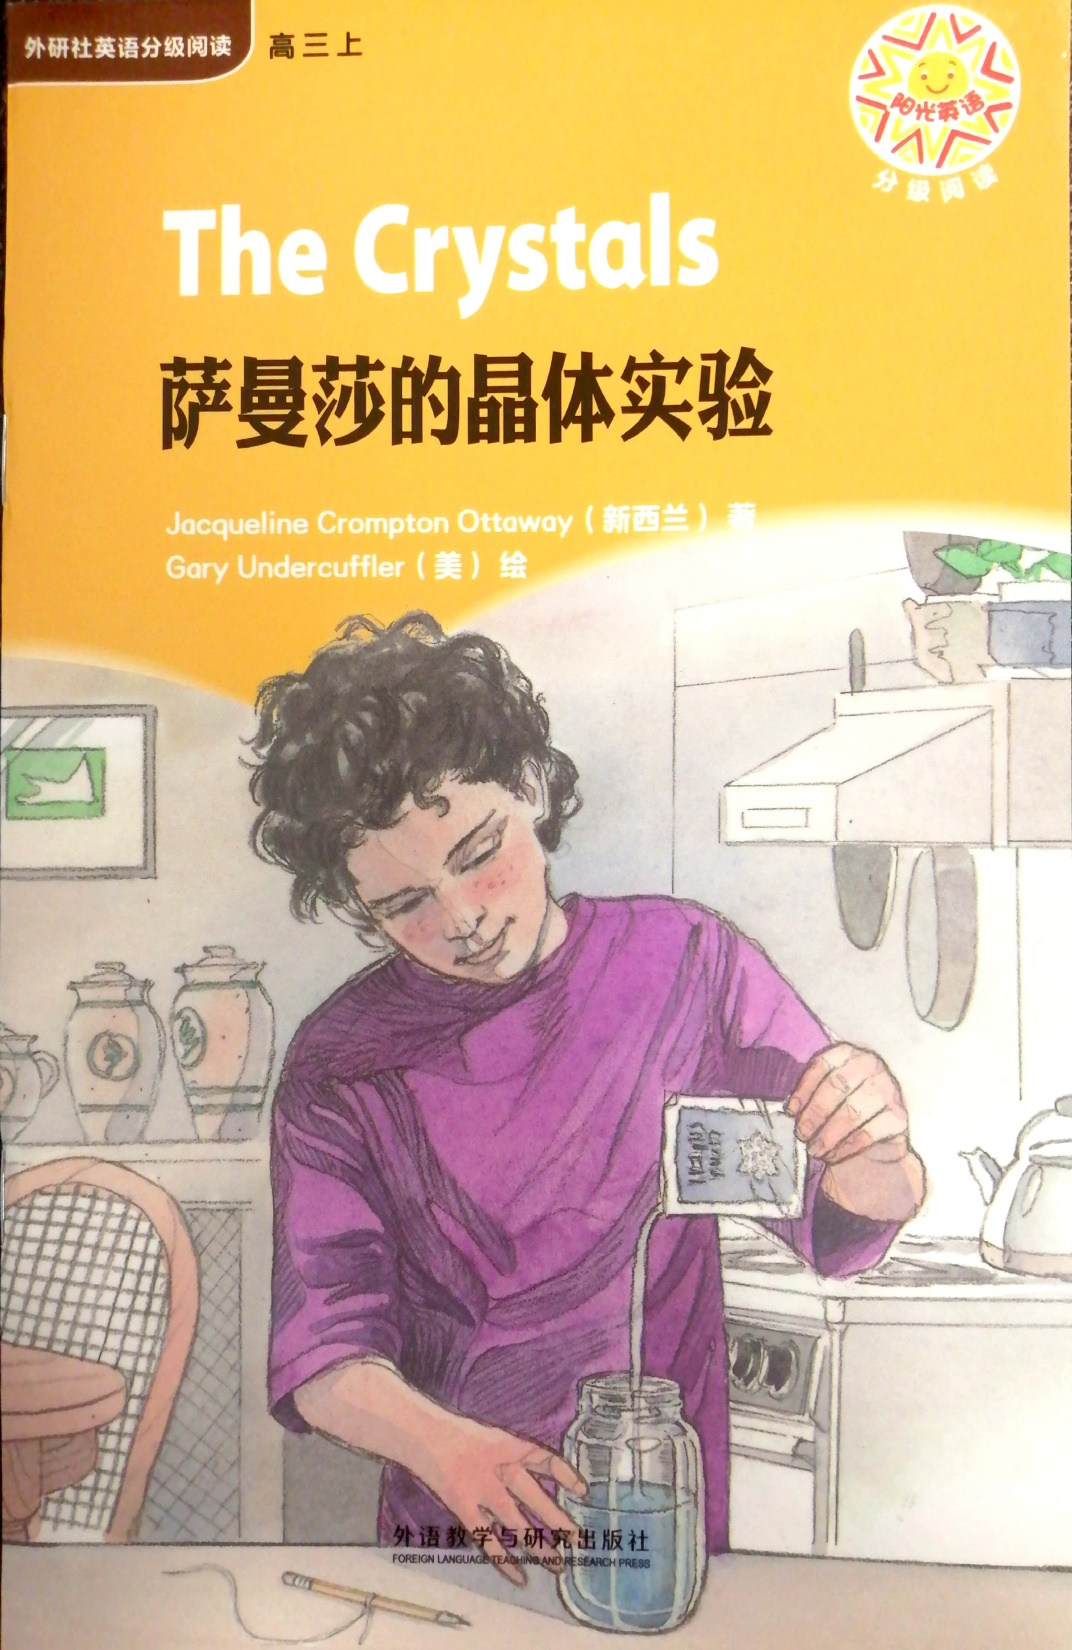 外研社英语分级阅读
高三上
阳光英语
分级阅读
The Crystals
萨曼莎的晶体实验
Jacqueline Crompton Ottaway（新西兰）著
Gary Undercuffler（美）绘
外语教学与研究出版社
FOREIGN LANGUAGE TEACHING AND RESEARCH PRESS